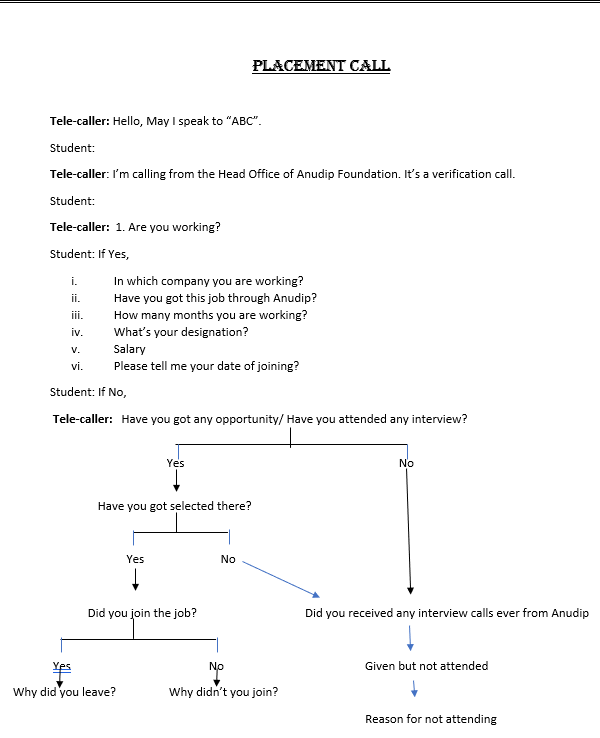 PLACEMENT CALL
Tele-caller: Hello, May I speak to “ABC”.
Student:
Tele-caller: I’m calling from the Head Office of Anudip Foundation. It’s a verification call.
Student:
Tele-caller: 1. Are you working?
Student: If Yes,
i. In which company you are working?
ii. Have you got this job through Anudip?
iii. How many months you are working?
iv. What’s your designation?
v. Salary
vi. Please tell me your date of joining?
Student: If No,
Tele-caller: Have you got any opportunity/ Have you attended any interview?
Yes No
Have you got selected there?
Yes No
Did you join the job? Did you received any interview calls ever from Anudip
Yes No Given but not attended
Why did you leave? Why didn’t you join?
Reason for not attending